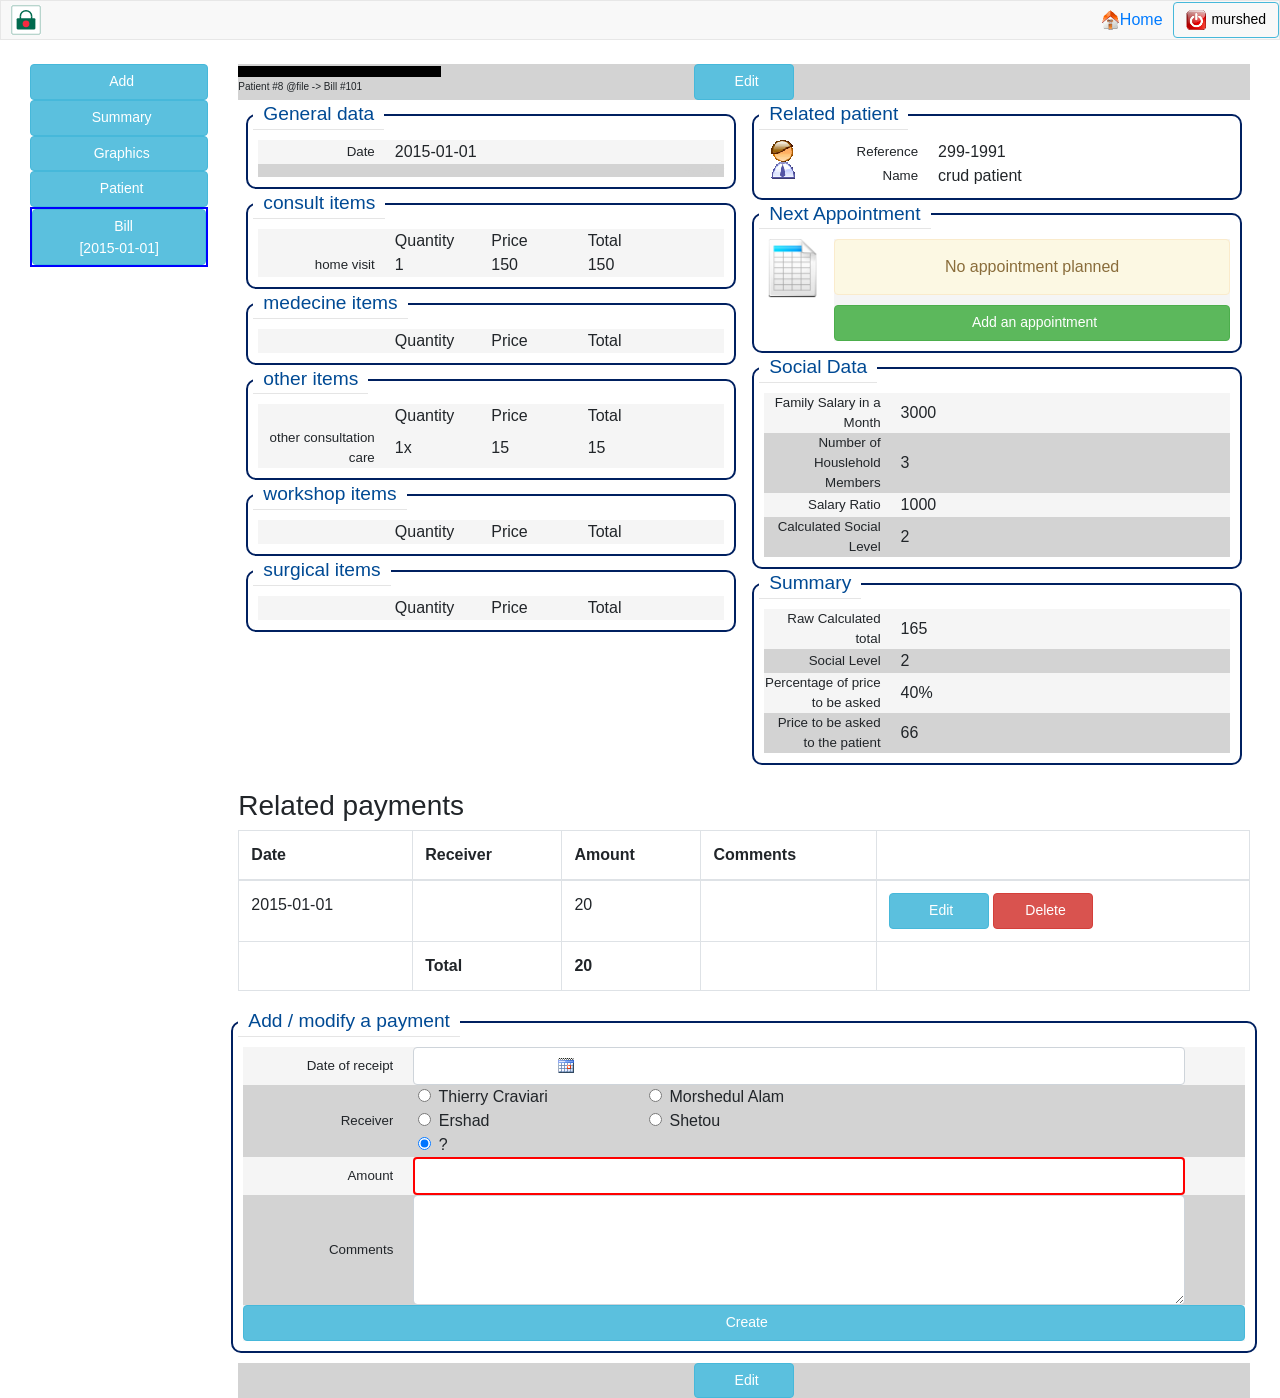 Home
murshed
Add
Summary
Graphics
Patient
Bill
[2015-01-01]
Patient #8 @file -> Bill #101
Edit
General data
Date 2015-01-01
consult items
Quantity Price Total
home visit 1 150 150
medecine items
Quantity Price Total
other items
Quantity Price Total
other consultation
care
1x 15 15
workshop items
Quantity Price Total
surgical items
Quantity Price Total
Related patient
Reference 299-1991
Name crud patient
Next Appointment
No appointment planned
Add an appointment
Social Data
Family Salary in a
Month
3000
Number of
Houslehold
Members
3
Salary Ratio 1000
Calculated Social
Level
2
Summary
Raw Calculated
total
165
Social Level 2
Percentage of price
to be asked
40%
Price to be asked
to the patient
66
Related payments
Date Receiver Amount Comments
2015-01-01 20 Edit Delete
Total 20
Add / modify a payment
Date of receipt
Receiver
Thierry Craviari Morshedul Alam
Ershad Shetou
?
Amount
Comments
Create
Edit